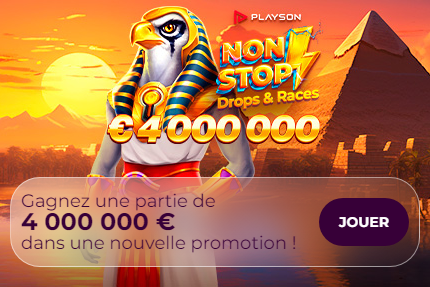 PLAYSON
NON
STOP
Drops & Races
€ 4 000 000
Gagnez une partie de
4 000 000 €
dans une nouvelle promotion !
JOUER